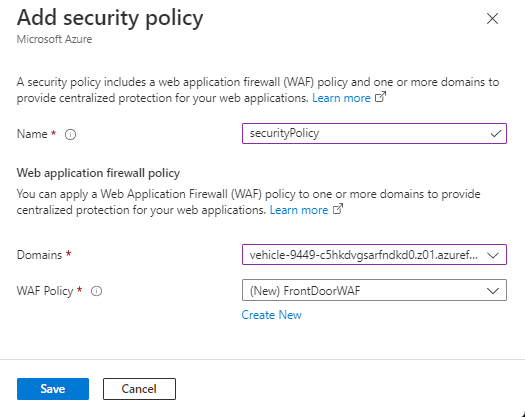 Add security policy
Microsoft Azure
A security policy includes a web application firewall (WAF) policy and one or more domains to
provide centralized protection for your web applications. Learn more
Name *
securityPolicy
Web application firewall policy
You can apply a Web Application Firewall (WAF) policy to one or more domains to provide
centralized protection for your web applications. Learn more
Domains *
vehicle-9449-c5hkdvgsarfndkd0.z01.azuref...
WAF Policy *
(New) FrontDoorWAF
Create New
Save
Cancel